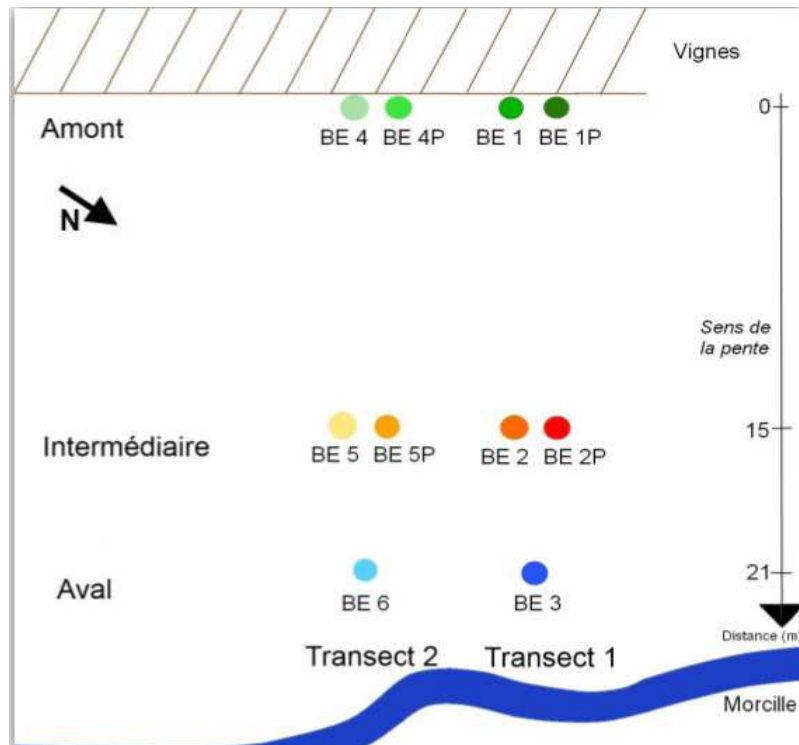 Vignes
0
Amont
BE 4 BE 4P BE 1 BE 1P
N
Sens de
la pente
15
Intermédiaire
BE 5 BE 5P BE 2 BE 2P
21
Aval
BE 6 BE 3
Distance (m
Transect 2 Transect 1
Morcille